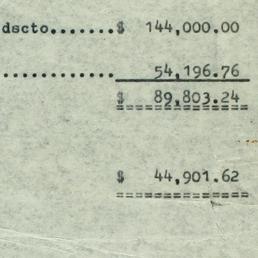 dscto.......$ 144,000.00
............. 54,196.76
$ 89,803.24
$ 44,901.62